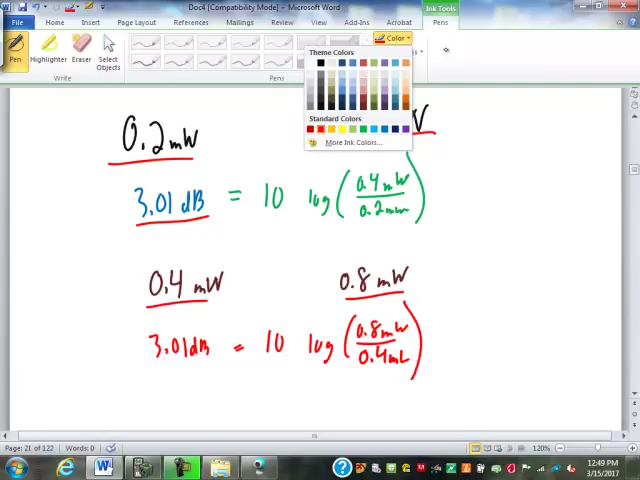 Doc4 [Compatibility Mode] - Microsoft Word
Ink Tools
File Home Insert Page Layout References Mailings Review View Add-Ins Acrobat Pens
Color
Pen Highlighter Eraser Select Objects
Write Pens
Theme Colors
Standard Colors
More Ink Colors...
0.2mW
3.01 dB = 10 log(0.4mW
0.2mm)
0.4 mW 0.8 mW
3.01dB = 10 log(0.8mW
0.4mL)
Page: 21 of 122 Words: 0 120%
12:49 PM
3/15/2017